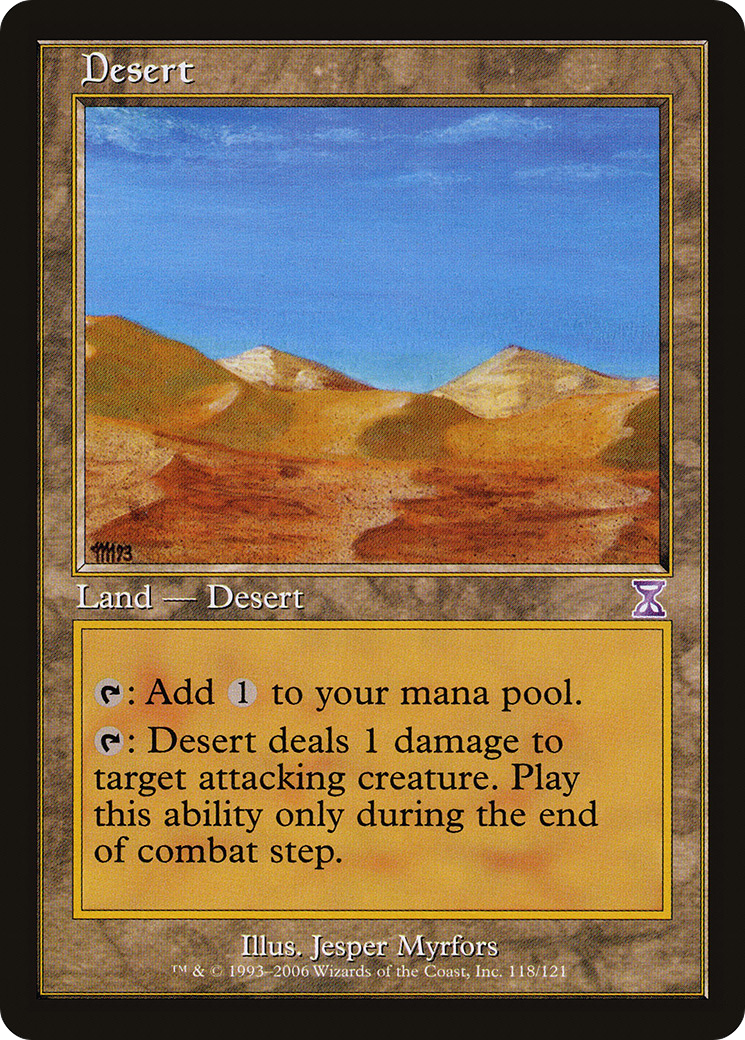 Desert
Land — Desert
: Add 1 to your mana pool.
: Desert deals 1 damage to
target attacking creature. Play
this ability only during the end
of combat step.
Illus. Jesper Myrfors
™ & © 1993–2006 Wizards of the Coast, Inc. 118/121